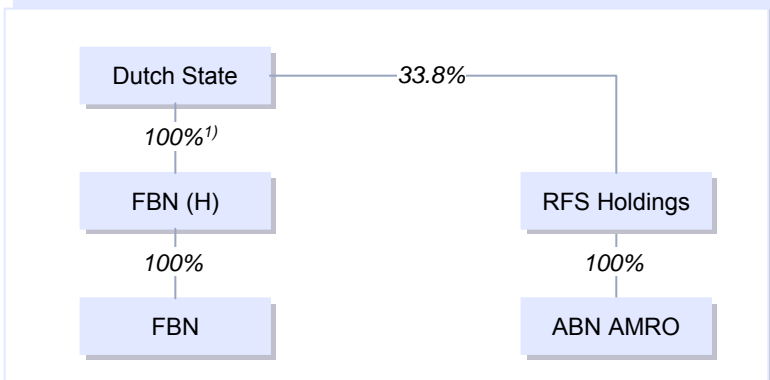 Dutch State
33.8%
100%1)
FBN (H)
RFS Holdings
100%
100%
FBN
ABN AMRO